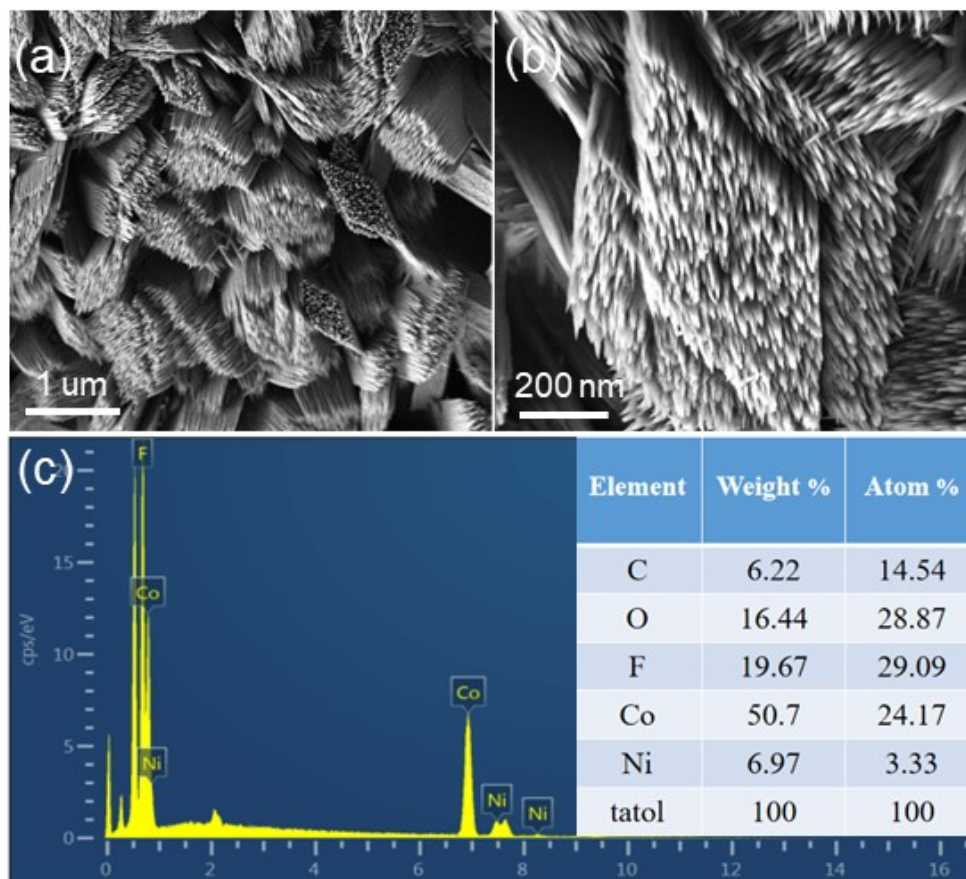 (a)
1 um
(b)
200 nm
(c)
cps/eV
20
15
10
5
0
F
Co
Ni
Co
Ni
Ni
0 2 4 6 8 10 12 14 16
Element Weight % Atom %
C 6.22 14.54
O 16.44 28.87
F 19.67 29.09
Co 50.7 24.17
Ni 6.97 3.33
tatol 100 100